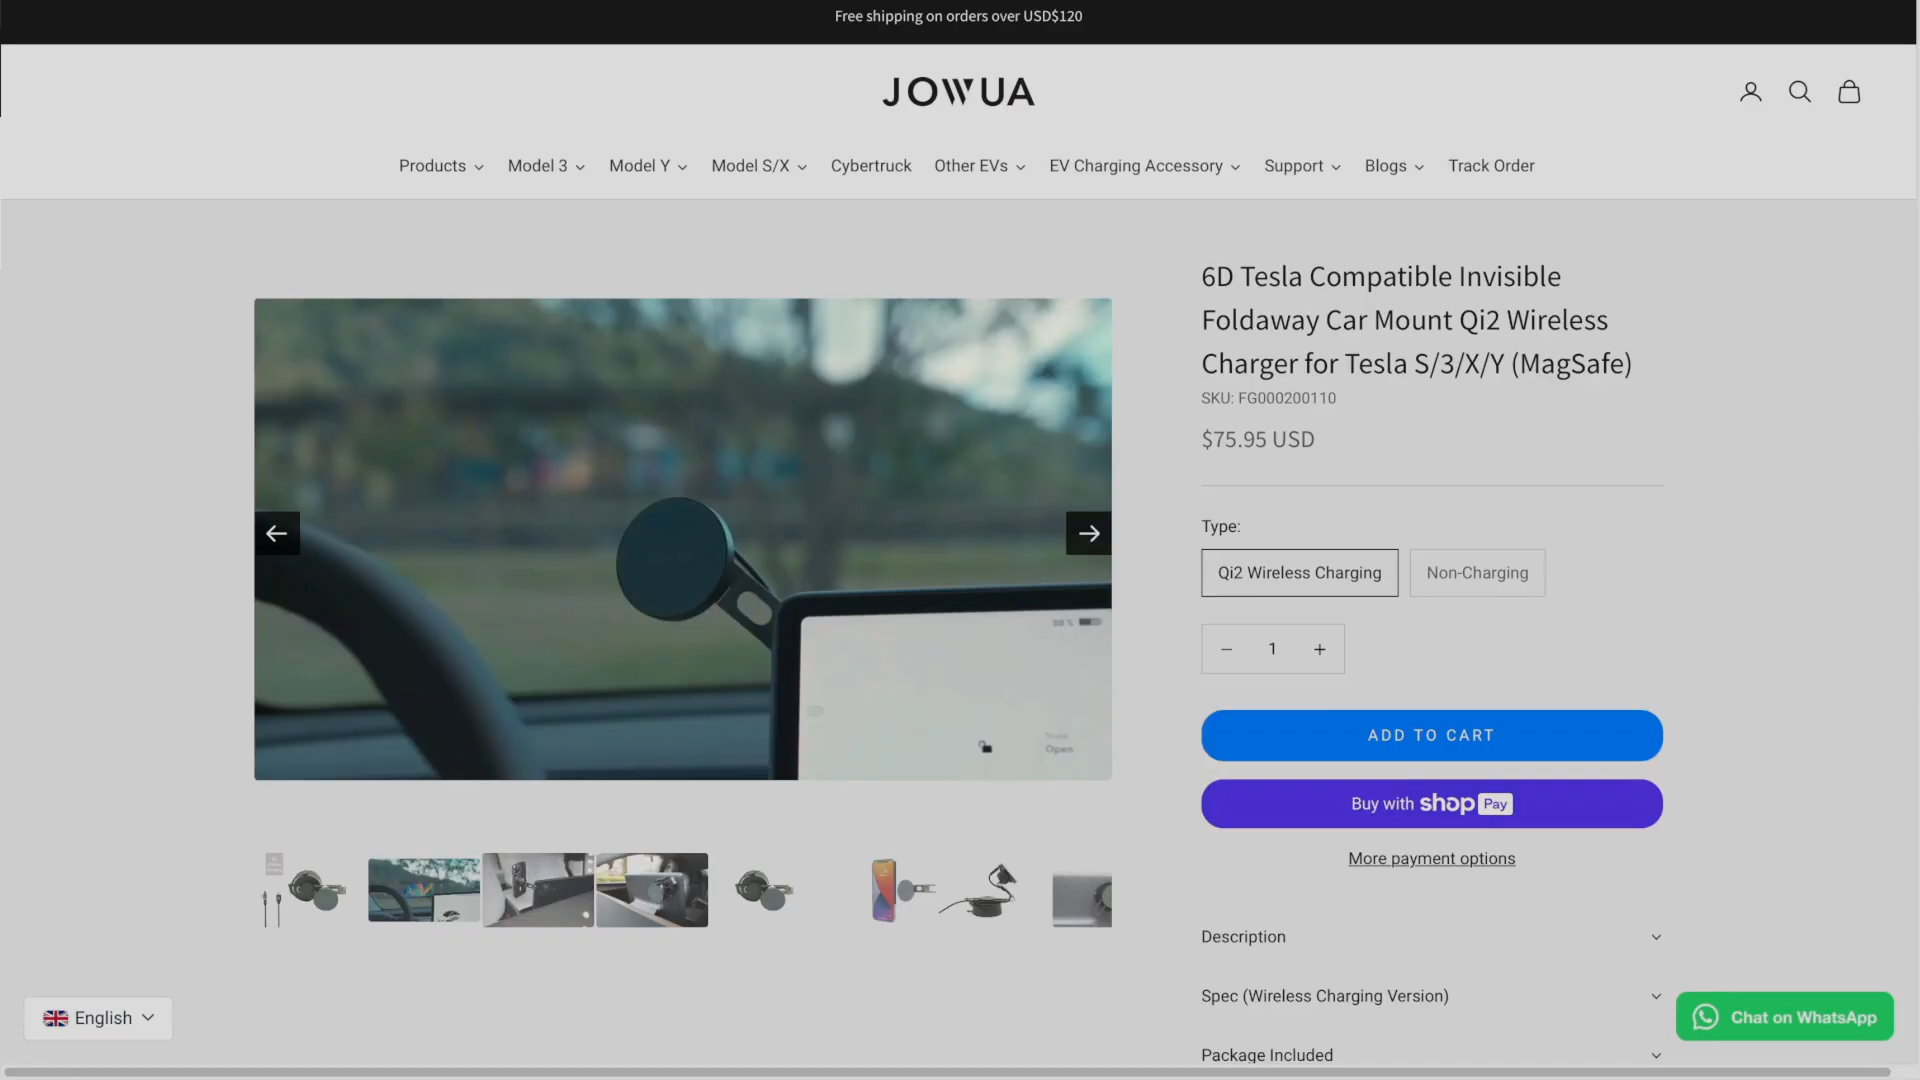 Free shipping on orders over USD$120
JOWUA
Products
Model 3
Model Y
Model S/X
Cybertruck
Other EVs
EV Charging Accessory
Support
Blogs
Track Order
6D Tesla Compatible Invisible
Foldaway Car Mount Qi2 Wireless
Charger for Tesla S/3/X/Y (MagSafe)
SKU: FG000200110
$75.95 USD
Type:
Qi2 Wireless Charging
Non-Charging
− 1 +
ADD TO CART
Buy with shop Pay
More payment options
Open
Description
Spec (Wireless Charging Version)
Package Included
English
Chat on WhatsApp